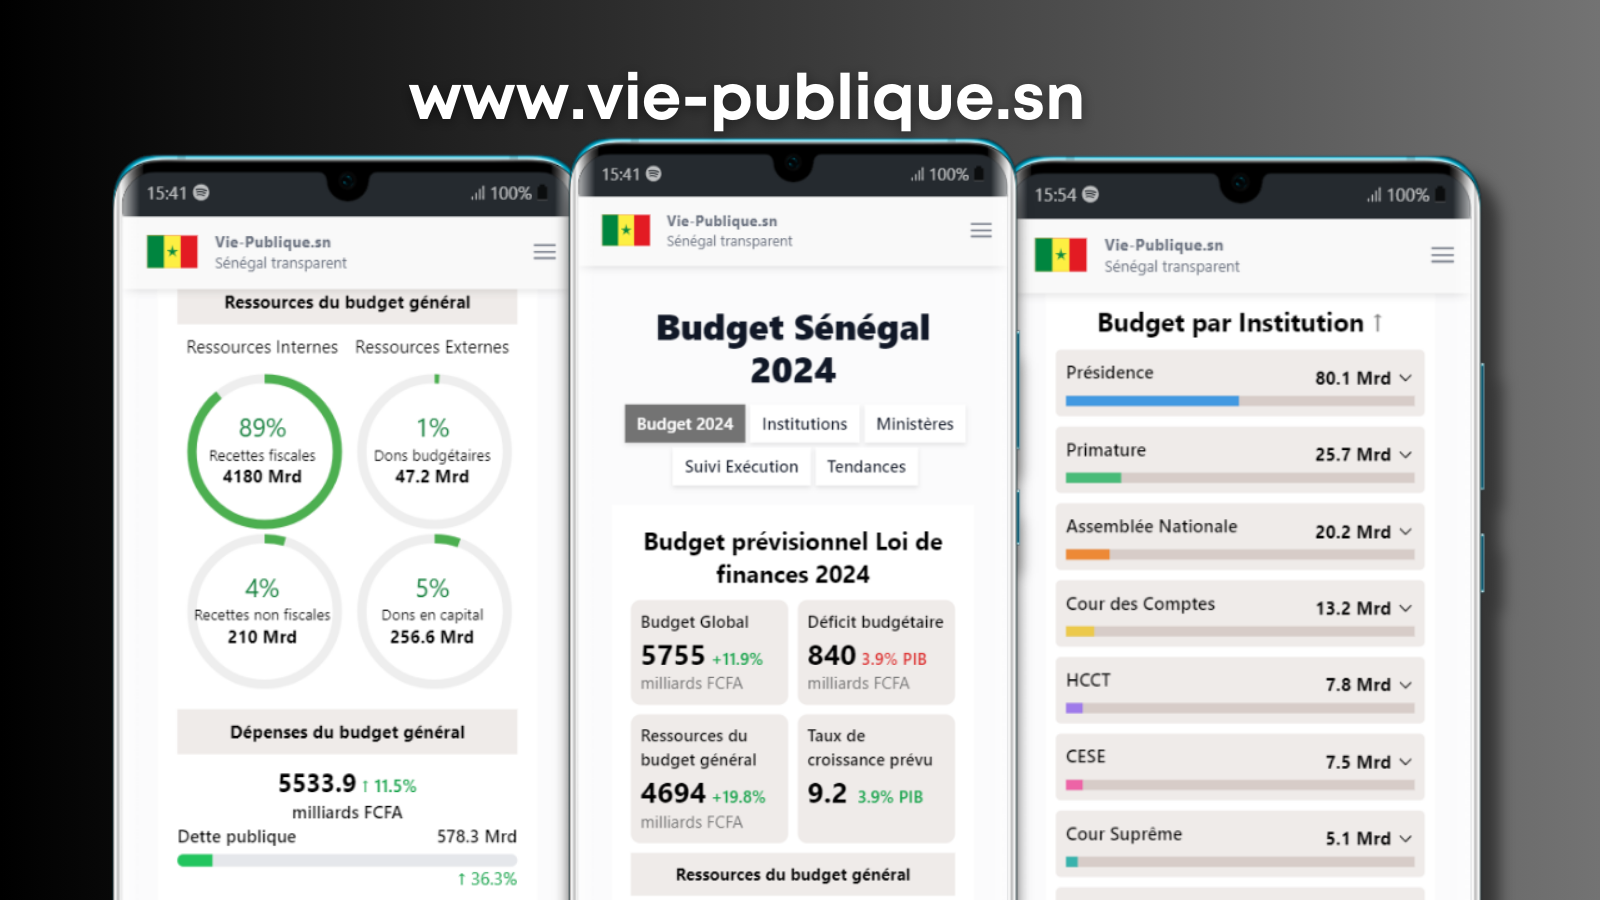 www.vie-publique.sn
15:41
100%
Vie-Publique.sn
Sénégal transparent
Ressources du budget général
Ressources Internes
Ressources Externes
89%
Recettes fiscales
4180 Mrd
1%
Dons budgétaires
47.2 Mrd
4%
Recettes non fiscales
210 Mrd
5%
Dons en capital
256.6 Mrd
Dépenses du budget général
5533.9 ↑ 11.5%
milliards FCFA
Dette publique 578.3 Mrd
↑ 36.3%
15:41
100%
Vie-Publique.sn
Sénégal transparent
Budget Sénégal
2024
Budget 2024
Institutions
Ministères
Suivi Exécution
Tendances
Budget prévisionnel Loi de
finances 2024
Budget Global
5755 +11.9%
milliards FCFA
Déficit budgétaire
840 3.9% PIB
milliards FCFA
Ressources du
budget général
4694 +19.8%
milliards FCFA
Taux de
croissance prévu
9.2 3.9% PIB
Ressources du budget général
15:54
100%
Vie-Publique.sn
Sénégal transparent
Budget par Institution ↑
Présidence 80.1 Mrd
Primature 25.7 Mrd
Assemblée Nationale 20.2 Mrd
Cour des Comptes 13.2 Mrd
HCCT 7.8 Mrd
CESE 7.5 Mrd
Cour Suprême 5.1 Mrd